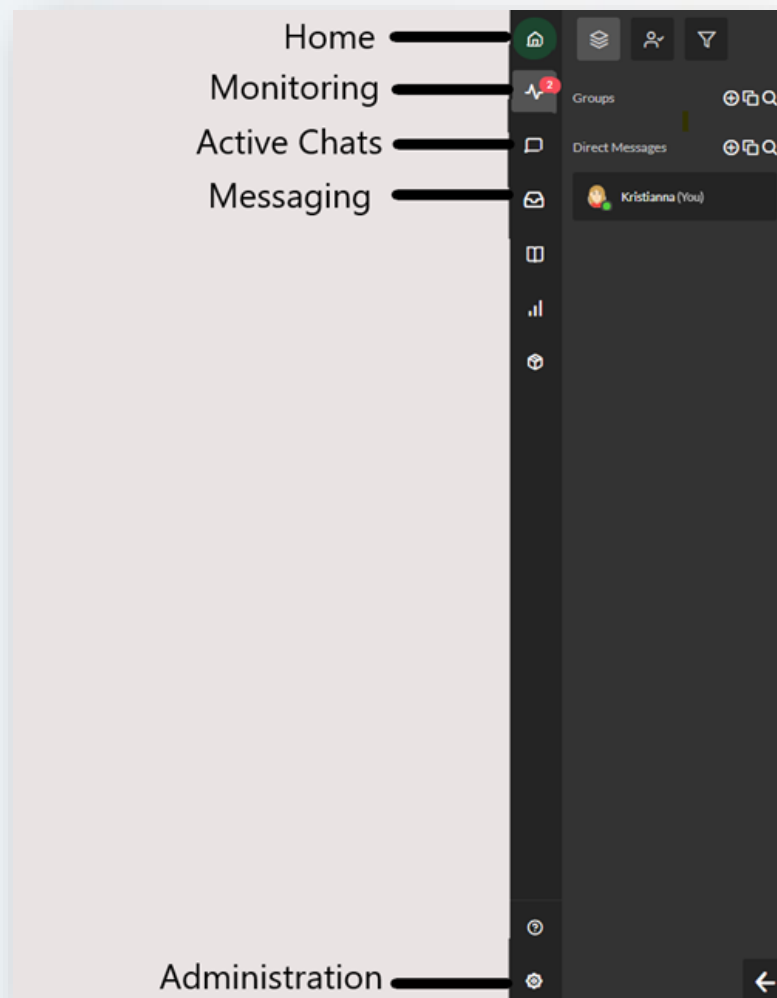 Home
Monitoring
2
Groups
Active Chats
Direct Messages
Messaging
Kristianna (You)
Administration